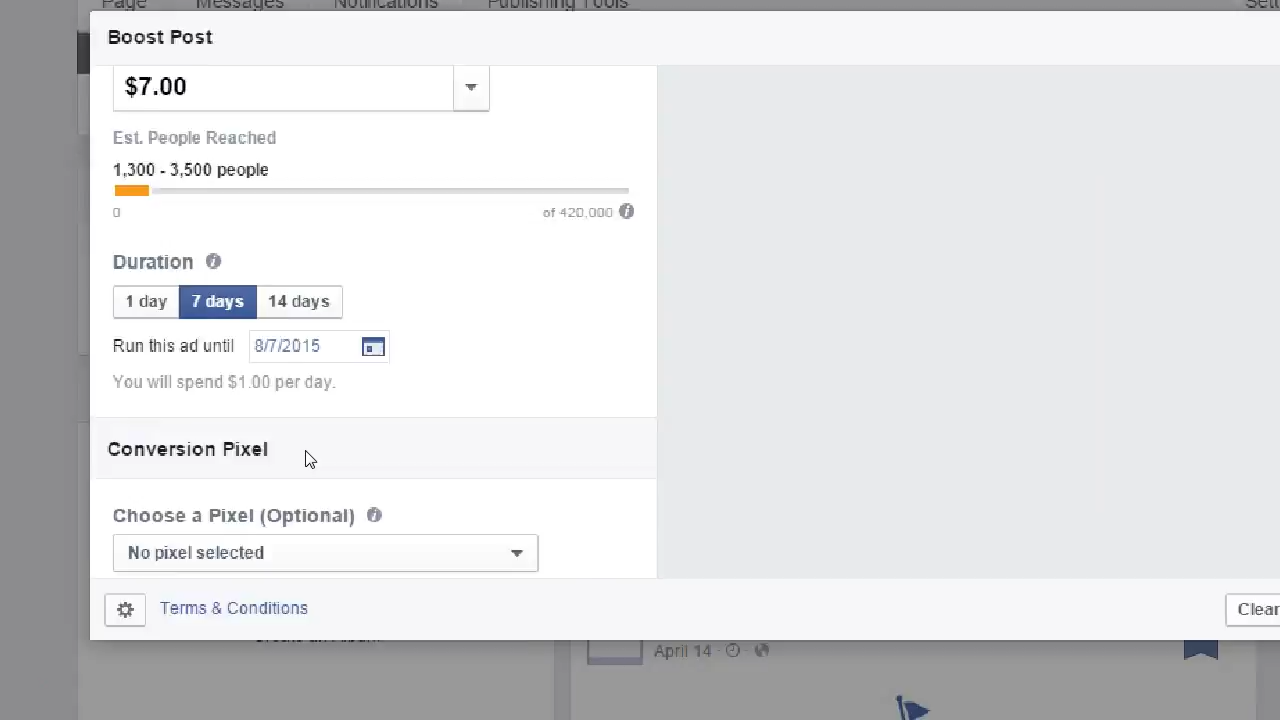 Page Messages Notifications Publishing Tools
Boost Post
$7.00
Est. People Reached
1,300 - 3,500 people
0 of 420,000
Duration
1 day 7 days 14 days
Run this ad until 8/7/2015
You will spend $1.00 per day.
Conversion Pixel
Choose a Pixel (Optional)
No pixel selected
Terms & Conditions
Clear
April 14